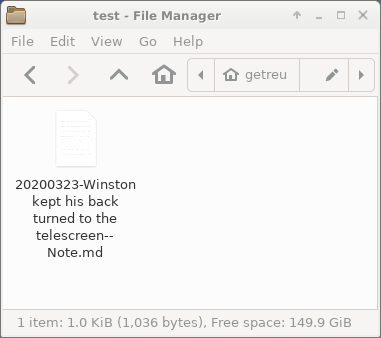 test - File Manager
File Edit View Go Help
getreu
20200323-Winston
kept his back
turned to the
telescreen--
Note.md
1 item: 1.0 KiB (1,036 bytes), Free space: 149.9 GiB